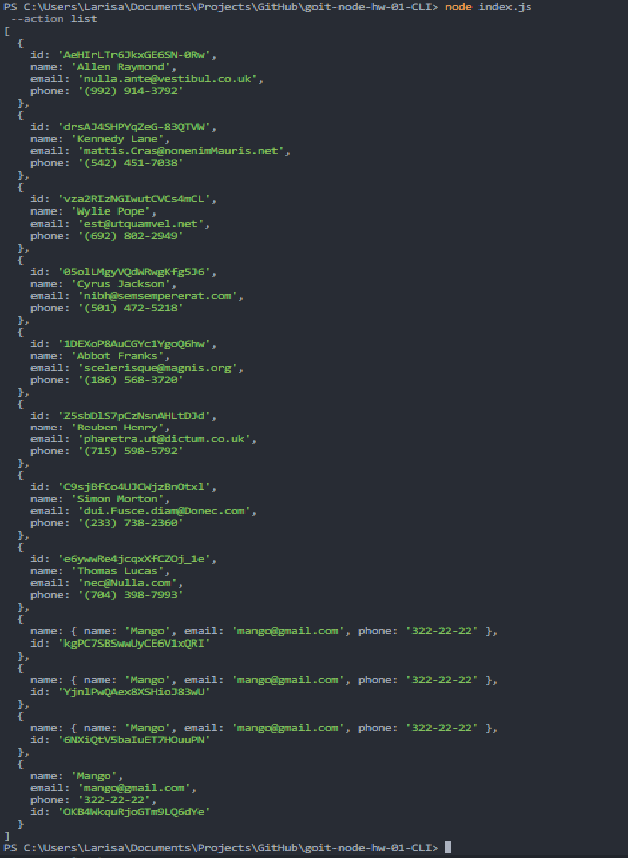 PS C:\Users\Larisa\Documents\Projects\GitHub\goit-node-hw-01-CLI> node index.js
--action list
[
{
id: 'AeHIrLTr6JkxGE6SN-0Rw',
name: 'Allen Raymond',
email: 'nulla.ante@vestibul.co.uk',
phone: '(992) 914-3792'
},
{
id: 'drsAJ4SHPYqZeG-83QTVW',
name: 'Kennedy Lane',
email: 'mattis.Cras@nonenimMauris.net',
phone: '(542) 451-7038'
},
{
id: 'vza2RIzNGIwutCVCs4mCL',
name: 'Wylie Pope',
email: 'est@utquamvel.net',
phone: '(692) 802-2949'
},
{
id: '05olLMgyVQdWRwgKfg5J6',
name: 'Cyrus Jackson',
email: 'nibh@semsempererat.com',
phone: '(501) 472-5218'
},
{
id: '1DEXoP8AuCGYc1YgoQ6hw',
name: 'Abbot Franks',
email: 'scelerisque@magnis.org',
phone: '(186) 568-3720'
},
{
id: 'Z5sbDlS7pCzNsnAHLtDJd',
name: 'Reuben Henry',
email: 'pharetra.ut@dictum.co.uk',
phone: '(715) 598-5792'
},
{
id: 'C9sjBfCo4UJCWjzBnOtxl',
name: 'Simon Morton',
email: 'dui.Fusce.diam@Donec.com',
phone: '(233) 738-2360'
},
{
id: 'e6ywwRe4jcqxXfCZOj_1e',
name: 'Thomas Lucas',
email: 'nec@Nulla.com',
phone: '(704) 398-7993'
},
{
name: { name: 'Mango', email: 'mango@gmail.com', phone: '322-22-22' },
id: 'kgPC7SBSwwUyCE6V1xQRI'
},
{
name: { name: 'Mango', email: 'mango@gmail.com', phone: '322-22-22' },
id: 'YjnlPwQAex8XSHioJ83wU'
},
{
name: { name: 'Mango', email: 'mango@gmail.com', phone: '322-22-22' },
id: '6NXiQtV5baIuET7HOuuPN'
},
{
name: 'Mango',
email: 'mango@gmail.com',
phone: '322-22-22',
id: 'OKB4WkquRjoGTm9LQ6dYe'
}
]
PS C:\Users\Larisa\Documents\Projects\GitHub\goit-node-hw-01-CLI>